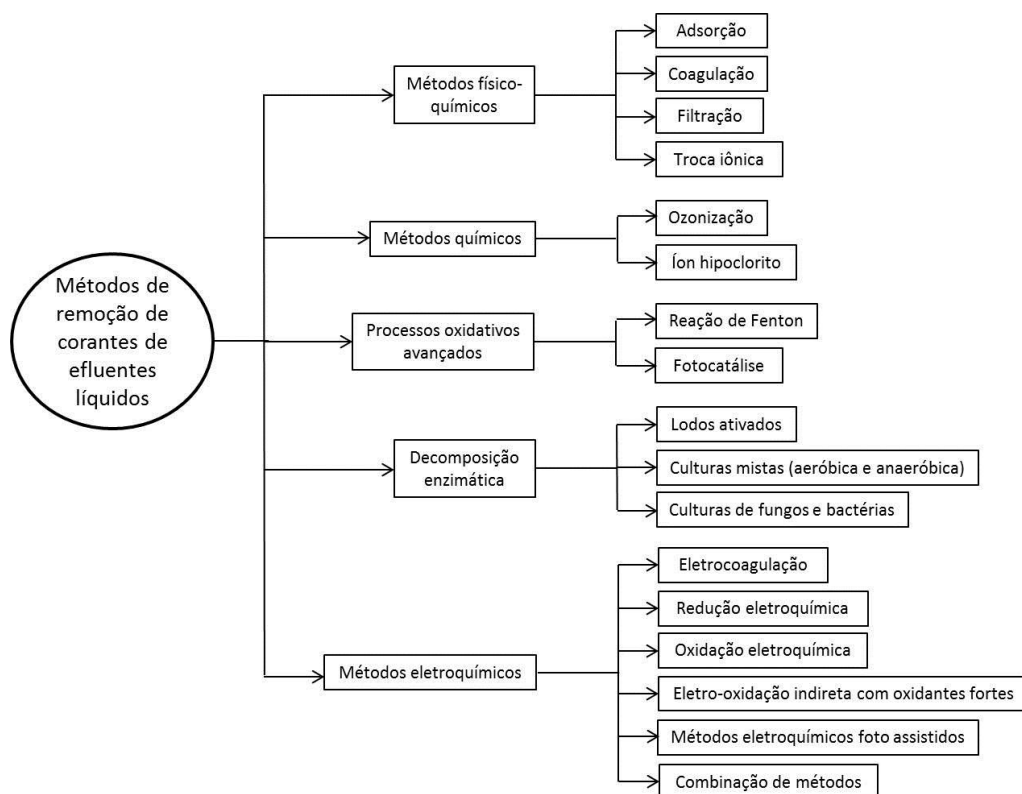 Métodos de
remoção de
corantes de
efluentes
líquidos
Métodos físico-
químicos
Adsorção
Coagulação
Filtração
Troca iônica
Métodos químicos
Ozonização
Íon hipoclorito
Processos oxidativos
avançados
Reação de Fenton
Fotocatálise
Decomposição
enzimática
Lodos ativados
Culturas mistas (aeróbica e anaeróbica)
Culturas de fungos e bactérias
Métodos eletroquímicos
Eletrocoagulação
Redução eletroquímica
Oxidação eletroquímica
Eletro-oxidação indireta com oxidantes fortes
Métodos eletroquímicos foto assistidos
Combinação de métodos